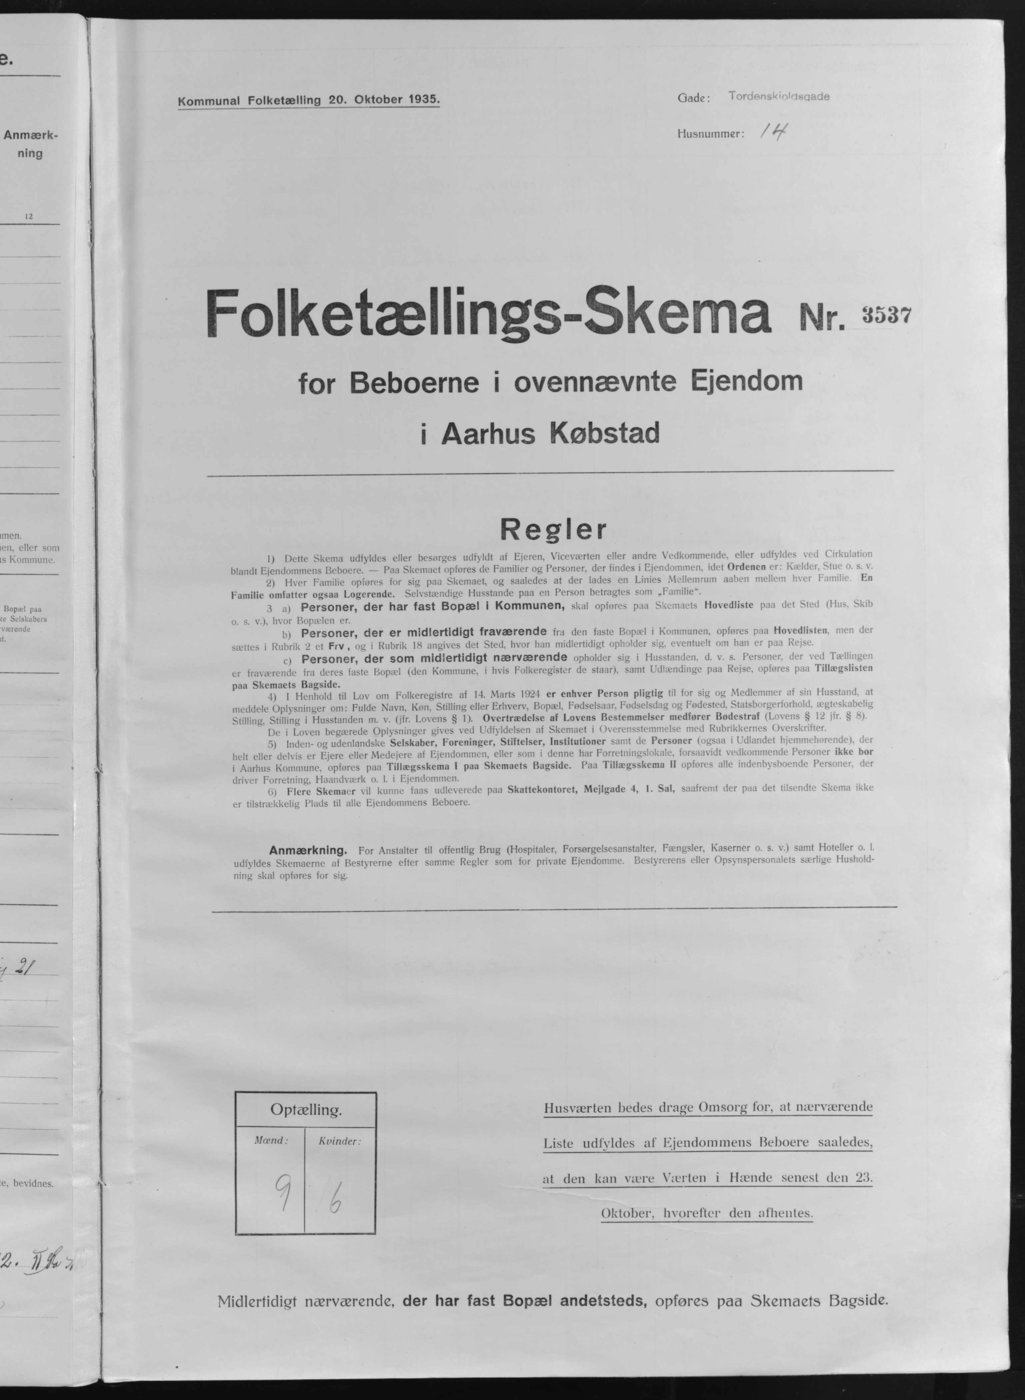 e.
Anmærk-
ning
12
men.
en, eller som
s Kommune.
Bopæl paa
te Selskabers
værende
21
e, bevidnes.
2. II
Kommunal Folketælling 20. Oktober 1935.
Gade: Tordenskioldsgade
Husnummer: 14
Folketællings-Skema Nr. 3537
for Beboerne i ovennævnte Ejendom
i Aarhus Købstad
Regler
1) Dette Skema udfyldes eller besørges udfyldt af Ejeren, Viceværten eller andre Vedkommende, eller udfyldes ved Cirkulation
blandt Ejendommens Beboere. — Paa Skemaet opføres de Familier og Personer, der findes i Ejendommen, idet Ordenen er: Kælder, Stue o. s. v.
2) Hver Familie opføres for sig paa Skemaet, og saaledes at der lades en Linies Mellemrum aaben mellem hver Familie. En
Familie omfatter ogsaa Logerende. Selvstændige Husstande paa en Person betragtes som „Familie“.
3 a) Personer, der har fast Bopæl i Kommunen, skal opføres paa Skemaets Hovedliste paa det Sted (Hus, Skib
o. s. v.), hvor Bopælen er.
b) Personer, der er midlertidigt fraværende fra den faste Bopæl i Kommunen, opføres paa Hovedlisten, men der
sættes i Rubrik 2 et Frv, og i Rubrik 18 angives det Sted, hvor han midlertidigt opholder sig, eventuelt om han er paa Rejse.
c) Personer, der som midlertidigt nærværende opholder sig i Husstanden, d. v. s. Personer, der ved Tællingen
er fraværende fra deres faste Bopæl (den Kommune, i hvis Folkeregister de staar), samt Udlændinge paa Rejse, opføres paa Tillægslisten
paa Skemaets Bagside.
4) I Henhold til Lov om Folkeregistre af 14. Marts 1924 er enhver Person pligtig til for sig og Medlemmer af sin Husstand, at
meddele Oplysninger om: Fulde Navn, Køn, Stilling eller Erhverv, Bopæl, Fødselsaar, Fødselsdag og Fødested, Statsborgerforhold, ægteskabelig
Stilling, Stilling i Husstanden m. v. (jfr. Lovens § 1). Overtrædelse af Lovens Bestemmelser medfører Bødestraf (Lovens § 12 jfr. § 8).
De i Loven begærede Oplysninger gives ved Udfyldelsen af Skemaet i Overensstemmelse med Rubrikkernes Overskrifter.
5) Inden- og udenlandske Selskaber, Foreninger, Stiftelser, Institutioner samt de Personer (ogsaa i Udlandet hjemmehørende), der
helt eller delvis er Ejere eller Medejere af Ejendommen, eller som i denne har Forretningslokale, forsaavidt vedkommende Personer ikke bor
i Aarhus Kommune, opføres paa Tillægsskema I paa Skemaets Bagside. Paa Tillægsskema II opføres alle indenbysboende Personer, der
driver Forretning, Haandværk o. l. i Ejendommen.
6) Flere Skemaer vil kunne faas udleverede paa Skattekontoret, Mejlgade 4, 1. Sal, saafremt der paa det tilsendte Skema ikke
er tilstrækkelig Plads til alle Ejendommens Beboere.
Anmærkning. For Anstalter til offentlig Brug (Hospitaler, Forsørgelsesanstalter, Fængsler, Kaserner o. s. v.) samt Hoteller o. l.
udfyldes Skemaerne af Bestyrerne efter samme Regler som for private Ejendomme. Bestyrerens eller Opsynspersonalets særlige Hushold-
ning skal opføres for sig.
Optælling.
Mænd: Kvinder:
9 6
Husværten bedes drage Omsorg for, at nærværende
Liste udfyldes af Ejendommens Beboere saaledes,
at den kan være Værten i Hænde senest den 23.
Oktober, hvorefter den afhentes.
Midlertidigt nærværende, der har fast Bopæl andetsteds, opføres paa Skemaets Bagside.